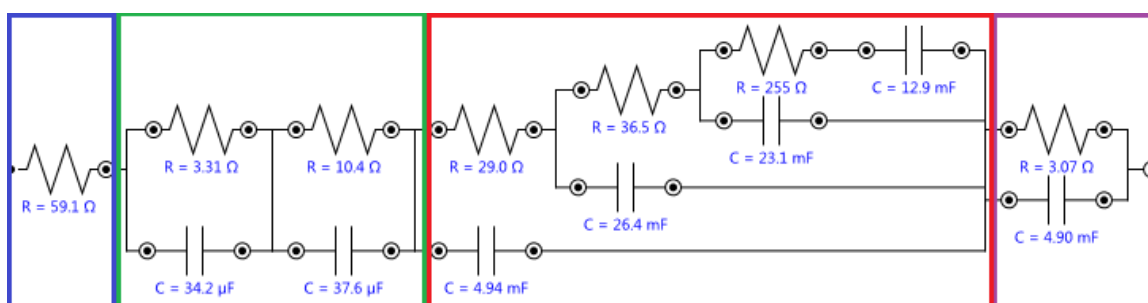 R = 255 Ω
C = 12.9 mF
R = 36.5 Ω
C = 23.1 mF
R = 3.31 Ω
R = 10.4 Ω
R = 29.0 Ω
R = 3.07 Ω
R = 59.1 Ω
C = 26.4 mF
C = 4.90 mF
C = 34.2 µF
C = 37.6 µF
C = 4.94 mF